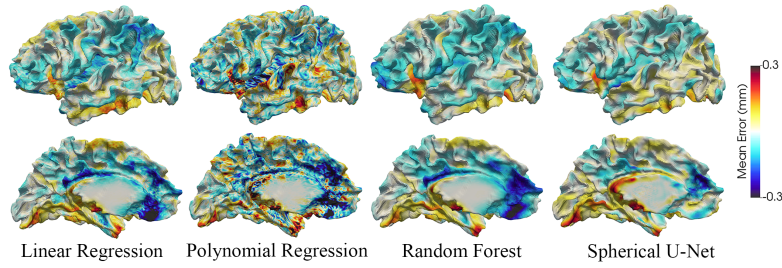 0.3
Mean Error (mm)
-0.3
Linear Regression
Polynomial Regression
Random Forest
Spherical U-Net